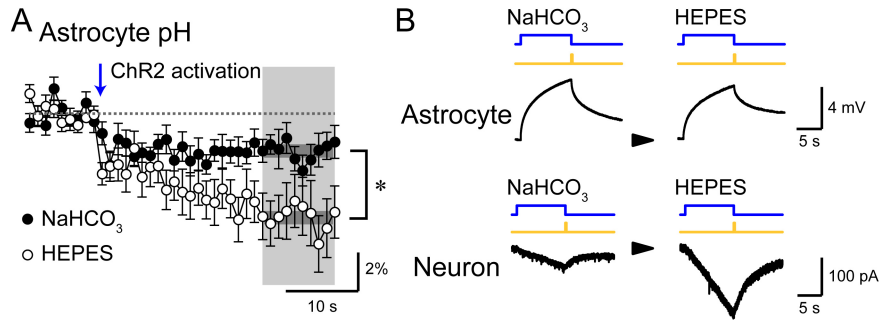 A
Astrocyte pH
ChR2 activation
*
NaHCO₃
HEPES
2%
10 s
B
NaHCO₃
HEPES
Astrocyte
4 mV
5 s
NaHCO₃
HEPES
Neuron
100 pA
5 s